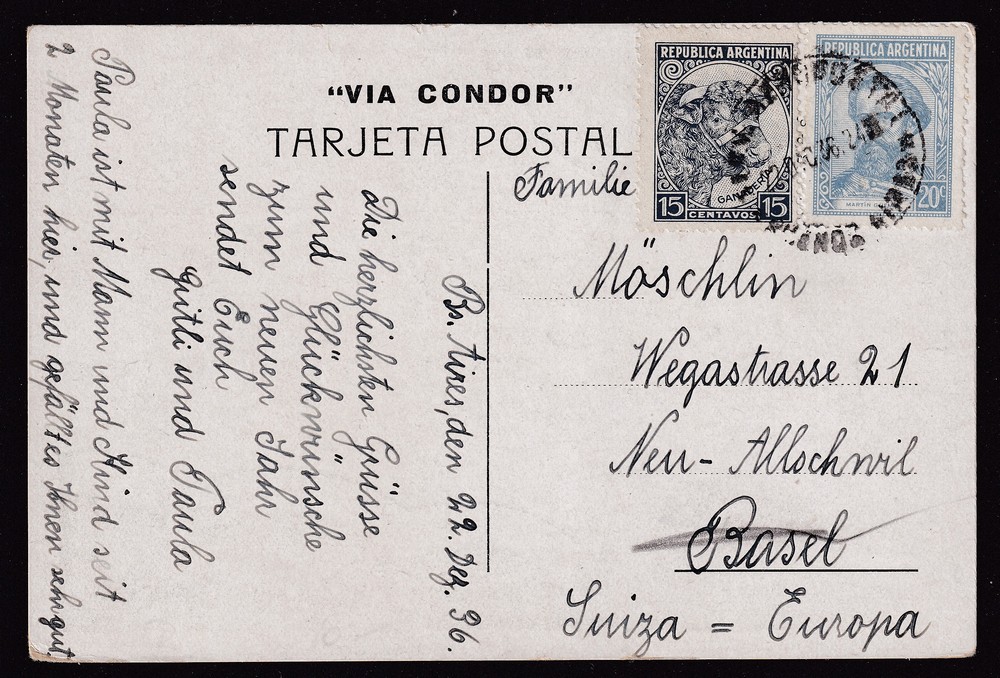 "VIA CONDOR"
TARJETA POSTAL
REPUBLICA ARGENTINA
GANADERIA
15 CENTAVOS 15
REPUBLICA ARGENTINA
MARTIN
20c
Familie
Möschlin
Wegastrasse 21
Neu-Allschwil
Basel
Suiza = Europa
Bs. Aires, den 22. Dez. 36.
Die herzlichsten Grüsse
und Glückwünsche
zum neuen Jahr
sendet Euch
Gritli und Paula
Paula ist mit Mann und Kind seit
2 Monaten hier, und gefällt es Ihnen sehr gut.